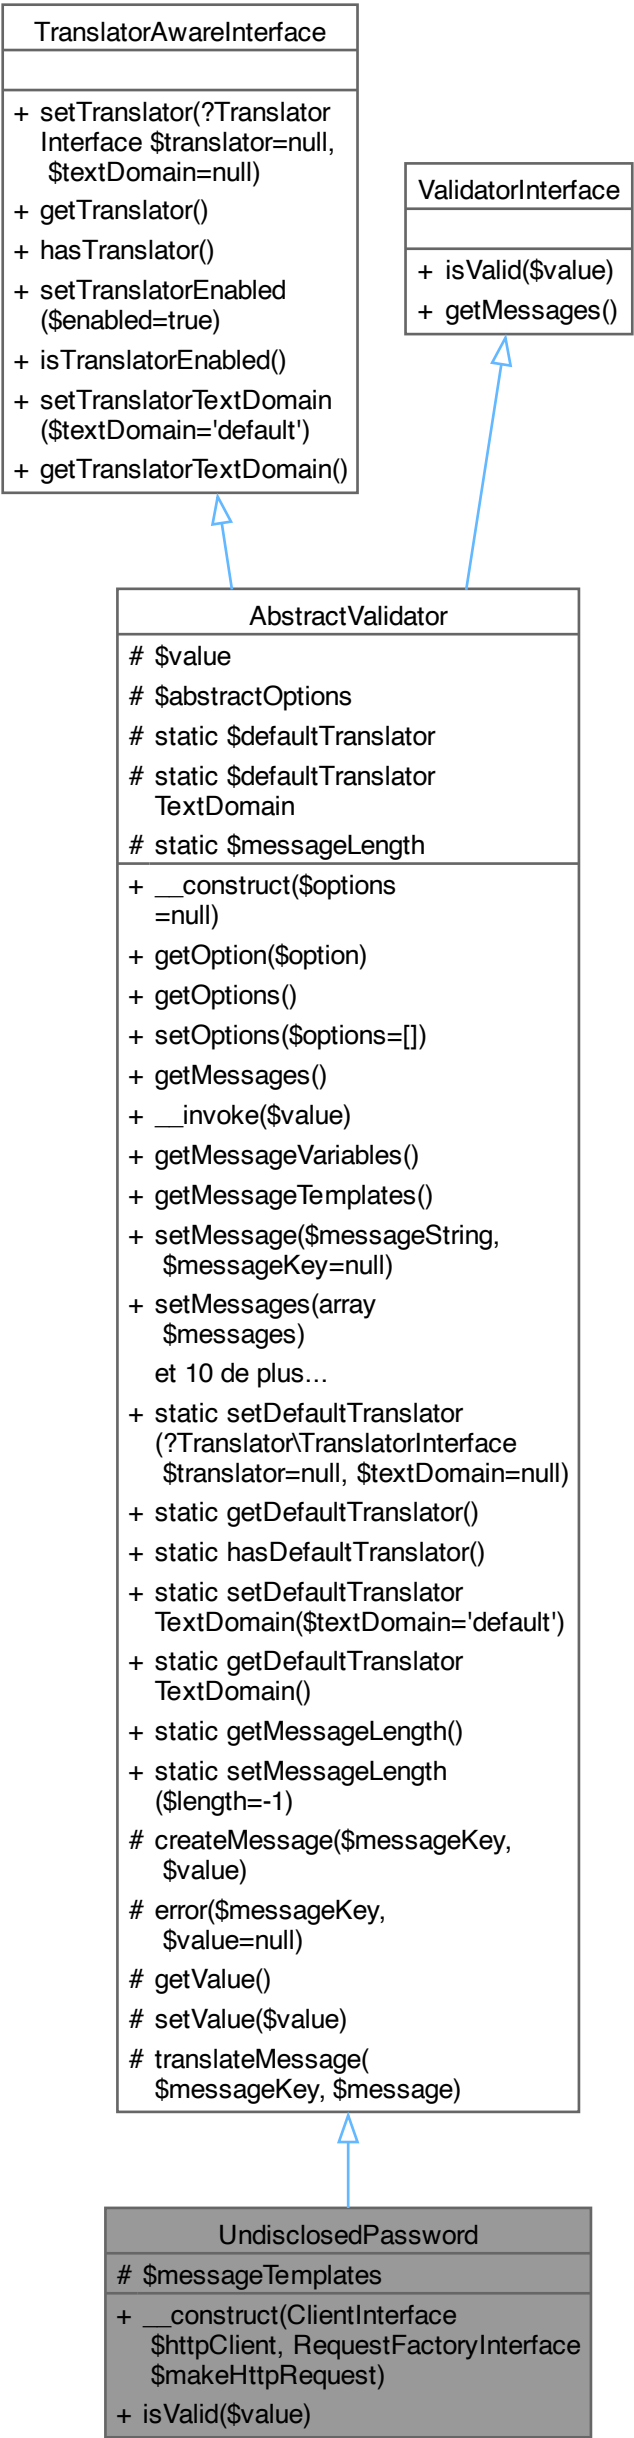 TranslatorAwareInterface
+ setTranslator(?Translator
Interface $translator=null,
$textDomain=null)
+ getTranslator()
+ hasTranslator()
+ setTranslatorEnabled
($enabled=true)
+ isTranslatorEnabled()
+ setTranslatorTextDomain
($textDomain='default')
+ getTranslatorTextDomain()
ValidatorInterface
+ isValid($value)
+ getMessages()
AbstractValidator
# $value
# $abstractOptions
# static $defaultTranslator
# static $defaultTranslator
TextDomain
# static $messageLength
+ __construct($options
=null)
+ getOption($option)
+ getOptions()
+ setOptions($options=[])
+ getMessages()
+ __invoke($value)
+ getMessageVariables()
+ getMessageTemplates()
+ setMessage($messageString,
$messageKey=null)
+ setMessages(array
$messages)
et 10 de plus...
+ static setDefaultTranslator
(?Translator\TranslatorInterface
$translator=null, $textDomain=null)
+ static getDefaultTranslator()
+ static hasDefaultTranslator()
+ static setDefaultTranslator
TextDomain($textDomain='default')
+ static getDefaultTranslator
TextDomain()
+ static getMessageLength()
+ static setMessageLength
($length=-1)
# createMessage($messageKey,
$value)
# error($messageKey,
$value=null)
# getValue()
# setValue($value)
# translateMessage(
$messageKey, $message)
UndisclosedPassword
# $messageTemplates
+ __construct(ClientInterface
$httpClient, RequestFactoryInterface
$makeHttpRequest)
+ isValid($value)